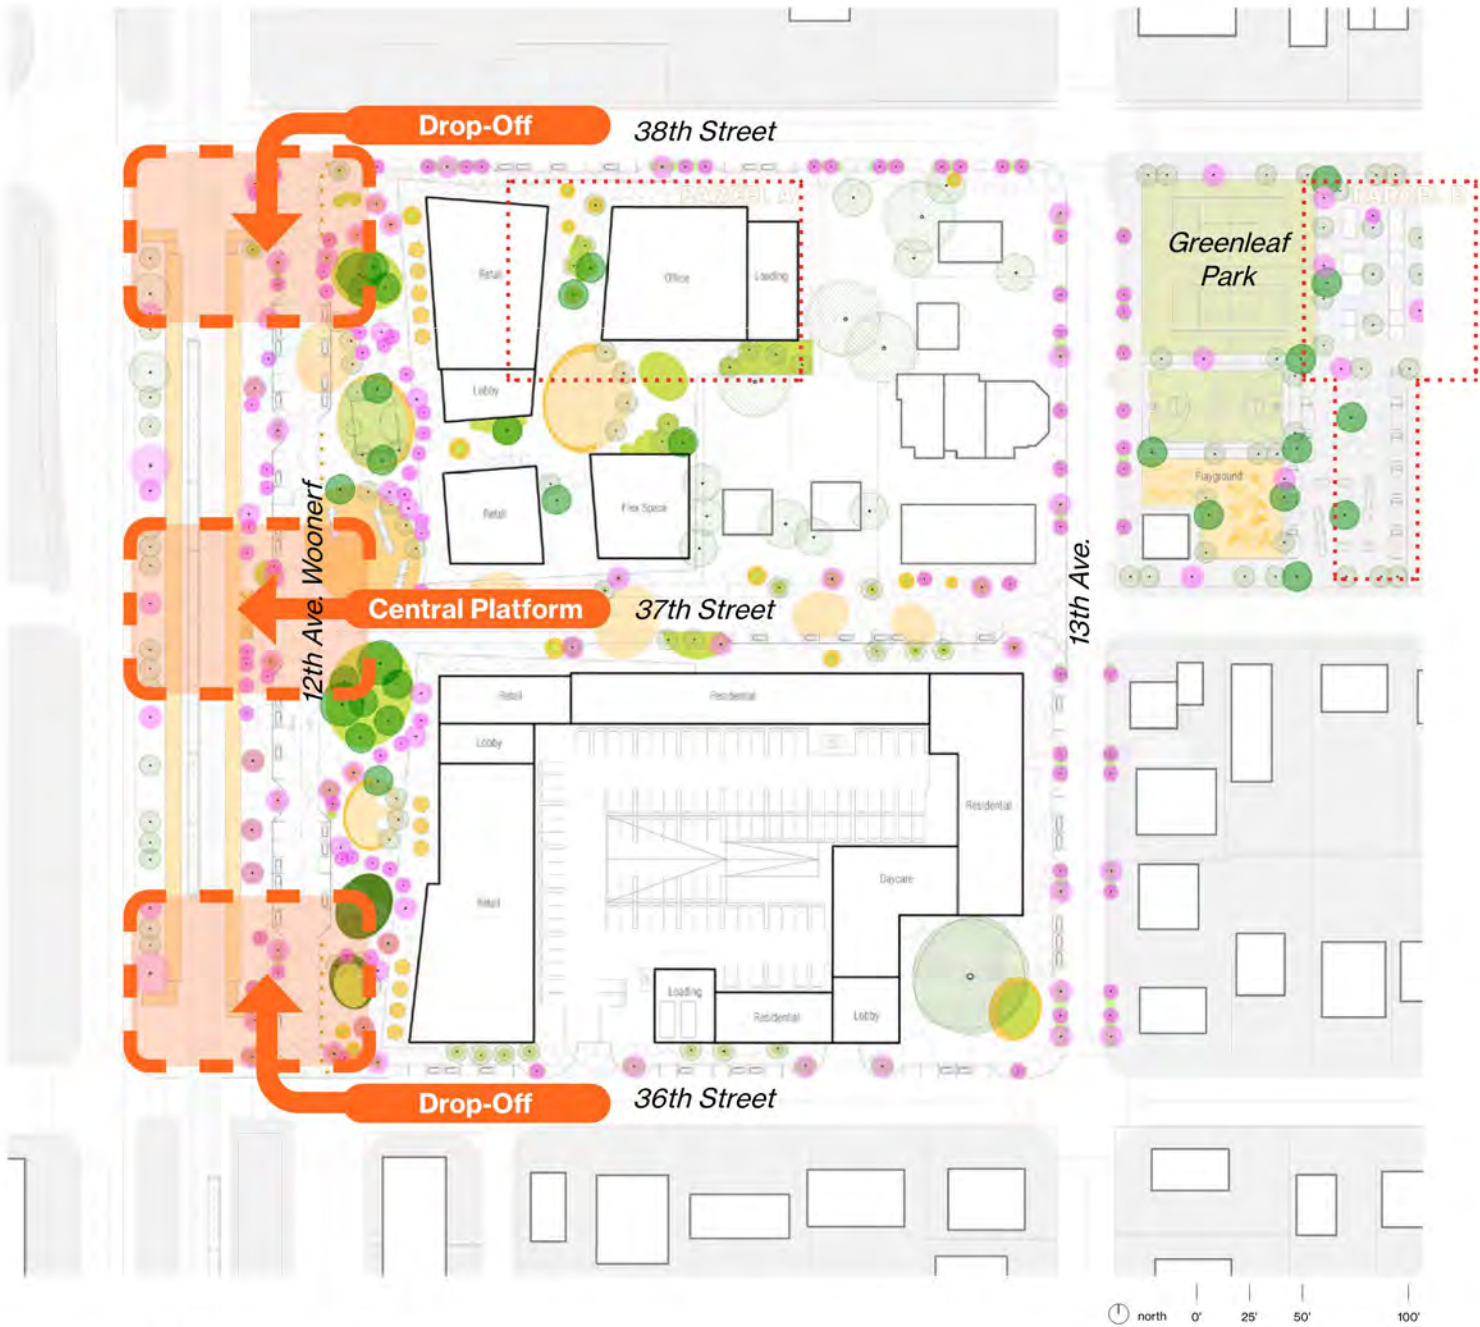 Drop-Off
38th Street
PARCEL A
PARCEL B
Greenleaf
Park
Retail
Office
Loading
Lobby
Retail
Flex Space
Playground
12th Ave. Woonerf
Central Platform
37th Street
13th Ave.
Retail
Residential
Lobby
Residential
Daycare
Retail
Loading
Residential
Lobby
Drop-Off
36th Street
north 0' 25' 50' 100'